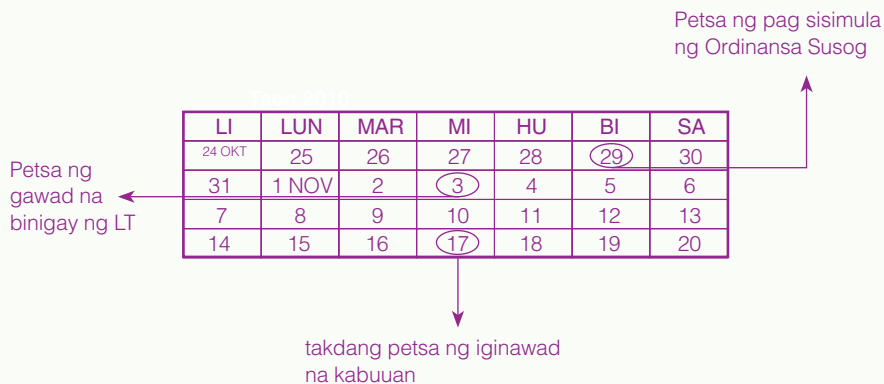 Petsa ng pag sisimula
ng Ordinansa Susog
Taon 2010
LI LUN MAR MI HU BI SA
24 OKT 25 26 27 28 29 30
31 1 NOV 2 3 4 5 6
7 8 9 10 11 12 13
14 15 16 17 18 19 20
Petsa ng
gawad na
binigay ng LT
takdang petsa ng iginawad
na kabuuan